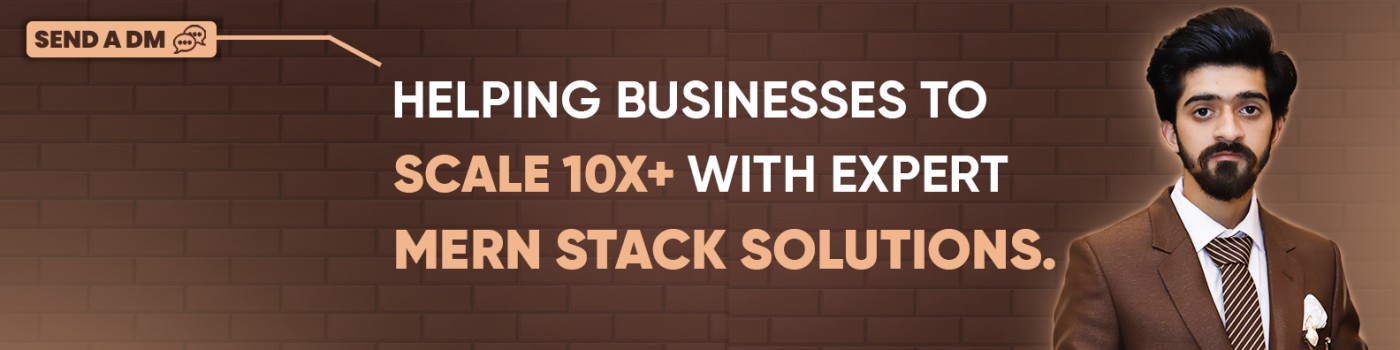 SEND A DM
HELPING BUSINESSES TO
SCALE 10X+ WITH EXPERT
MERN STACK SOLUTIONS.